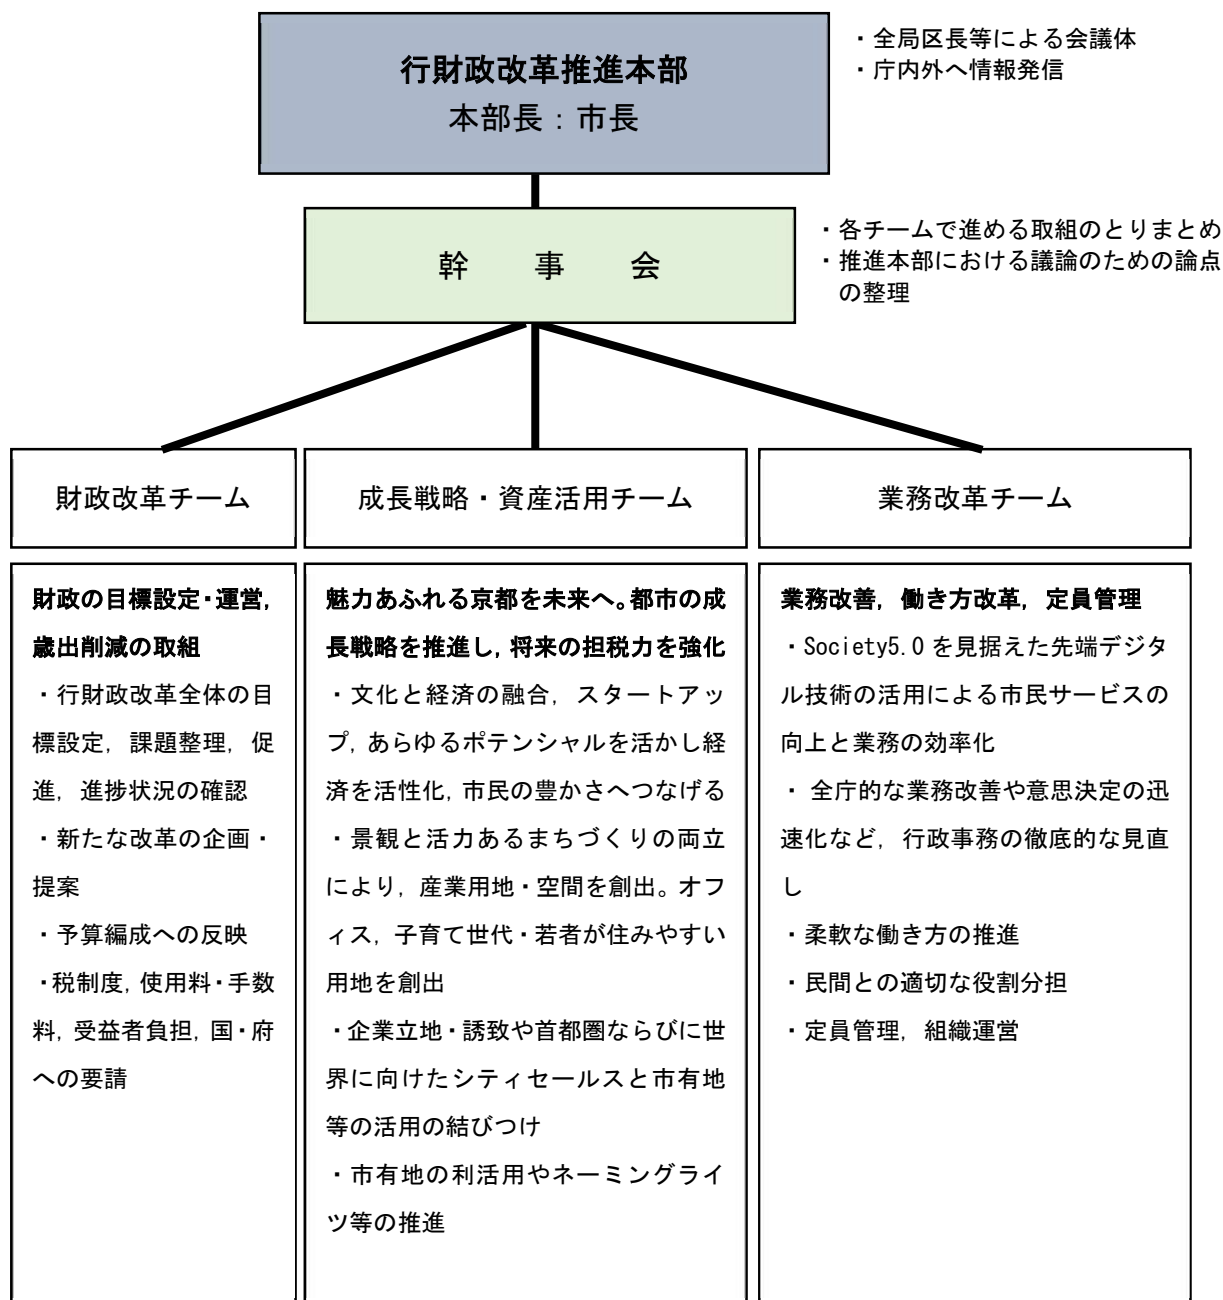 行財政改革推進本部
本部長：市長
・全局区長等による会議体
・庁内外へ情報発信
幹　事　会
・各チームで進める取組のとりまとめ
・推進本部における議論のための論点
の整理
財政改革チーム
成長戦略・資産活用チーム
業務改革チーム
財政の目標設定・運営，
歳出削減の取組
・行財政改革全体の目
標設定，課題整理，促
進，進捗状況の確認
・新たな改革の企画・
提案
・予算編成への反映
・税制度，使用料・手数
料，受益者負担，国・府
への要請
魅力あふれる京都を未来へ。都市の成
長戦略を推進し，将来の担税力を強化
・文化と経済の融合，スタートアッ
プ，あらゆるポテンシャルを活かし経
済を活性化，市民の豊かさへつなげる
・景観と活力あるまちづくりの両立
により，産業用地・空間を創出。オフ
ィス，子育て世代・若者が住みやすい
用地を創出
・企業立地・誘致や首都圏ならびに世
界に向けたシティセールスと市有地
等の活用の結びつけ
・市有地の利活用やネーミングライ
ツ等の推進
業務改善，働き方改革，定員管理
・Society5.0 を見据えた先端デジタ
ル技術の活用による市民サービスの
向上と業務の効率化
・ 全庁的な業務改善や意思決定の迅
速化など，行政事務の徹底的な見直
し
・柔軟な働き方の推進
・民間との適切な役割分担
・定員管理，組織運営